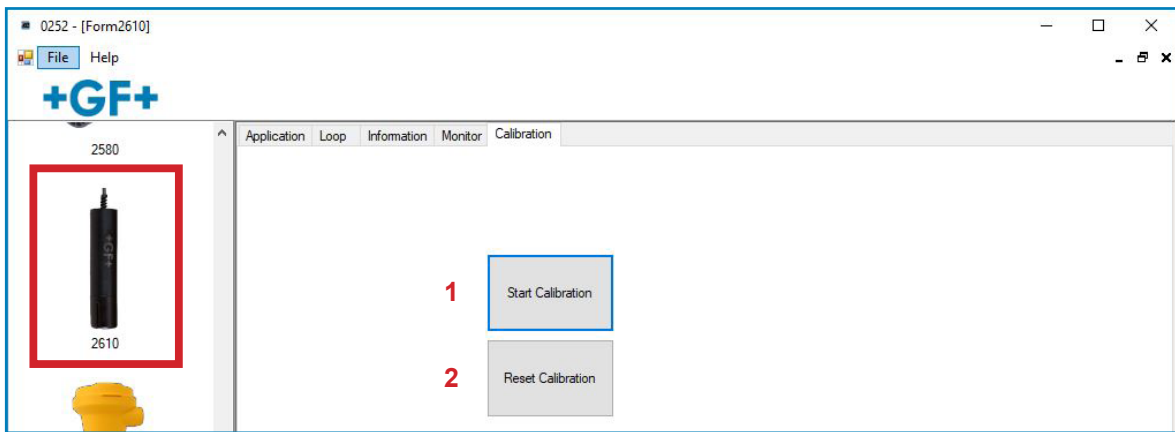 0252 - [Form2610]
File Help
+GF+
2580
Application Loop Information Monitor Calibration
+GF+
2610
1 Start Calibration
2 Reset Calibration